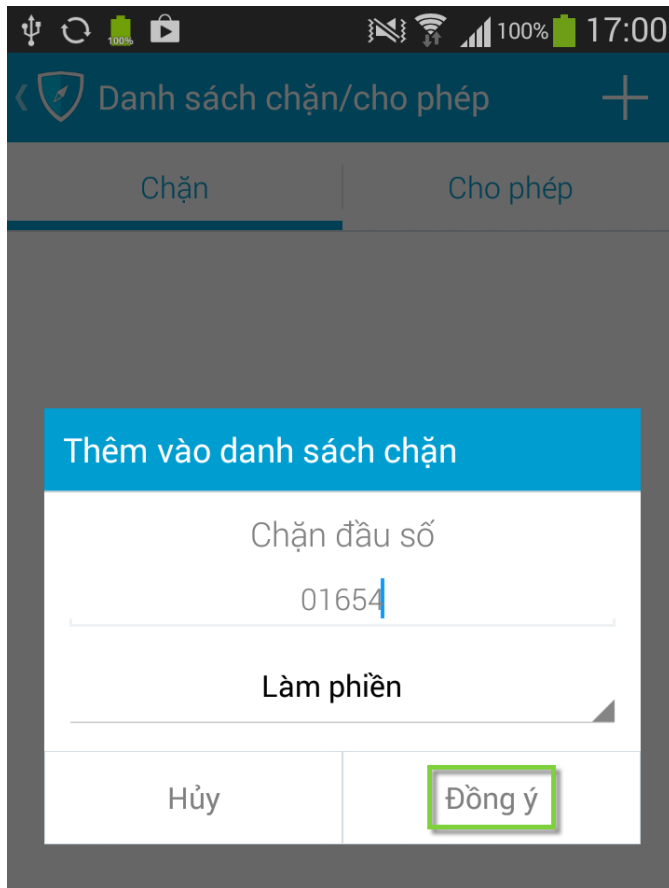 100% 100% 17:00
Danh sách chặn/cho phép
Chặn Cho phép
Thêm vào danh sách chặn
Chặn đầu số
01654
Làm phiền
Hủy Đồng ý